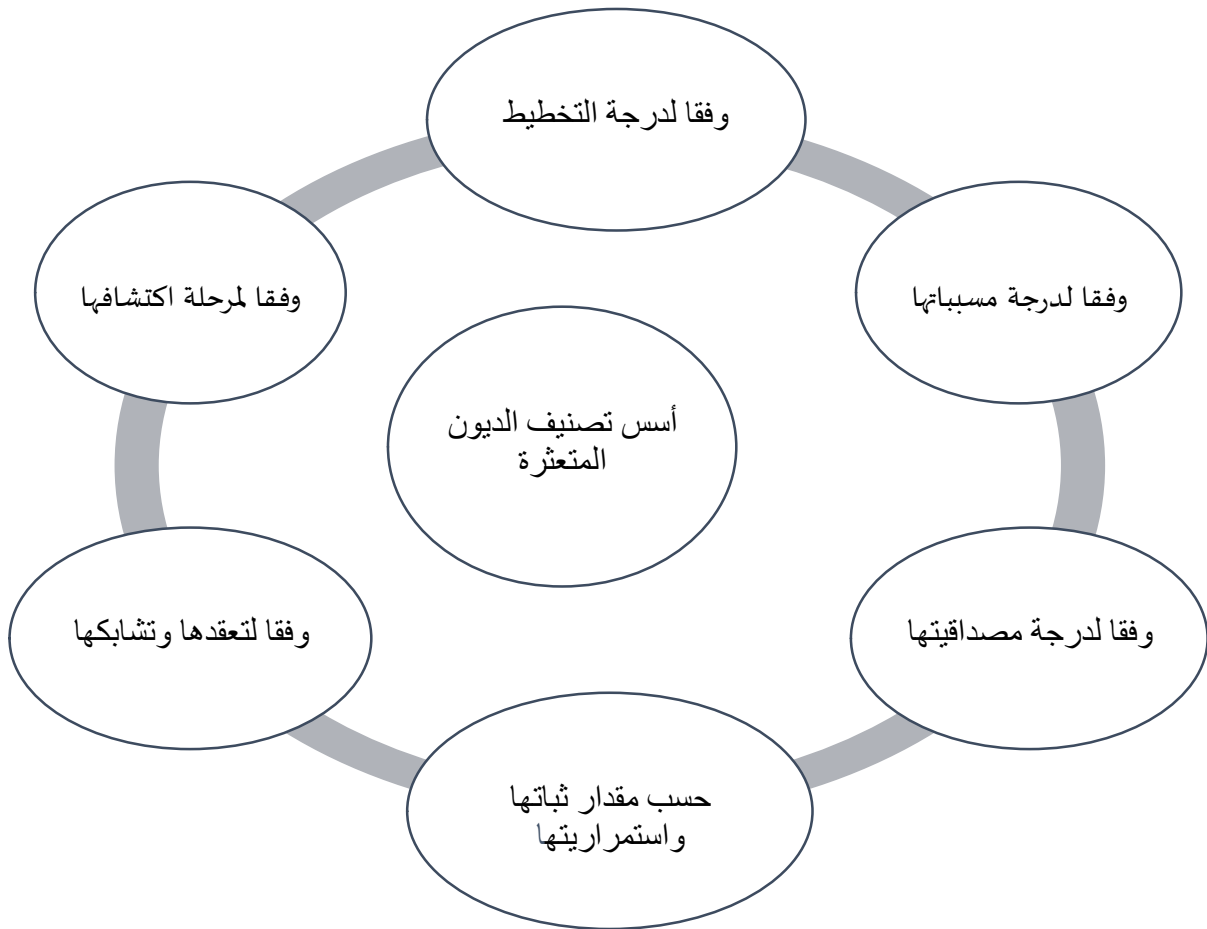 وفقا لدرجة التخطيط
وفقا لدرجة مسبباتها
وفقا لمرحلة اكتشافها
أسس تصنيف الديون
المتعثرة
وفقا لدرجة مصداقيتها
وفقا لتعقدها وتشابكها
حسب مقدار ثباتها
واستمراريتها